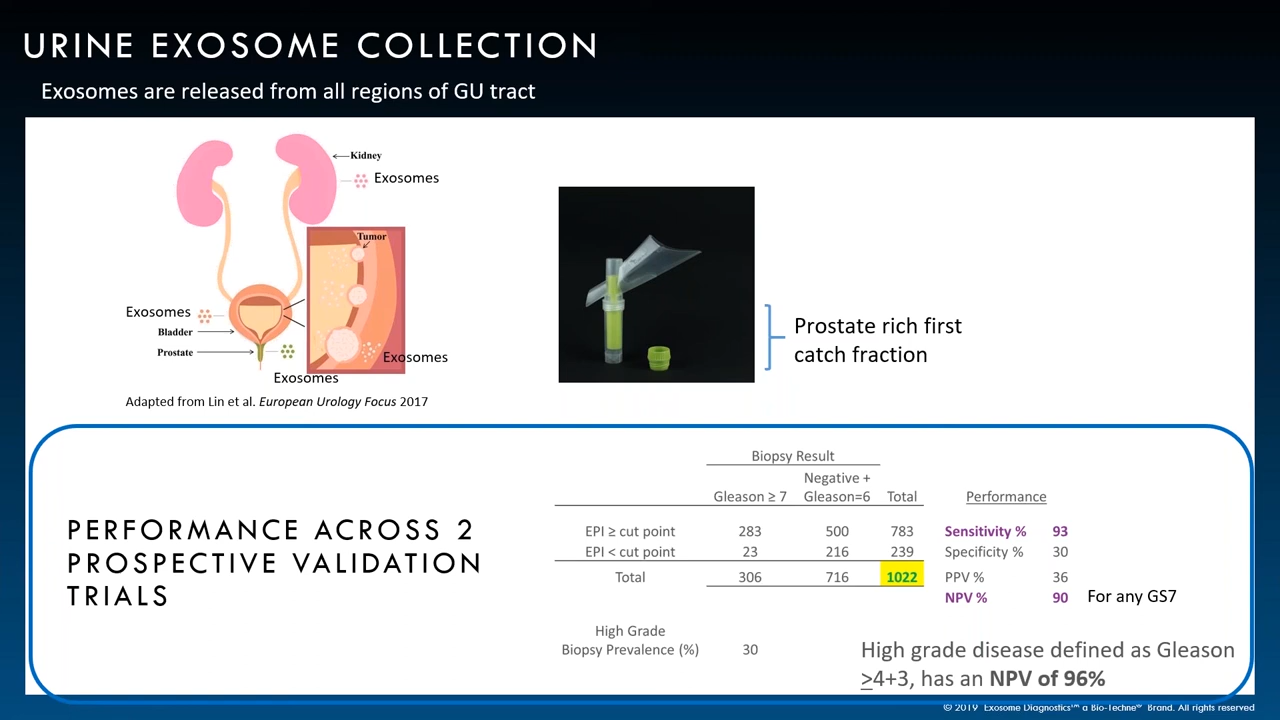 URINE EXOSOME COLLECTION
Exosomes are released from all regions of GU tract
Kidney
Exosomes
Tumor
Exosomes
Bladder
Prostate
Exosomes
Exosomes
Adapted from Lin et al. European Urology Focus 2017
Prostate rich first
catch fraction
PERFORMANCE ACROSS 2
PROSPECTIVE VALIDATION
TRIALS
Biopsy Result
Gleason ≥ 7 Negative + Gleason=6 Total Performance
EPI ≥ cut point 283 500 783 Sensitivity % 93
EPI < cut point 23 216 239 Specificity % 30
Total 306 716 1022 PPV % 36
NPV % 90 For any GS7
High Grade
Biopsy Prevalence (%) 30
High grade disease defined as Gleason
≥4+3, has an NPV of 96%
© 2019 Exosome Diagnostics℠ a Bio-Techne® Brand. All rights reserved